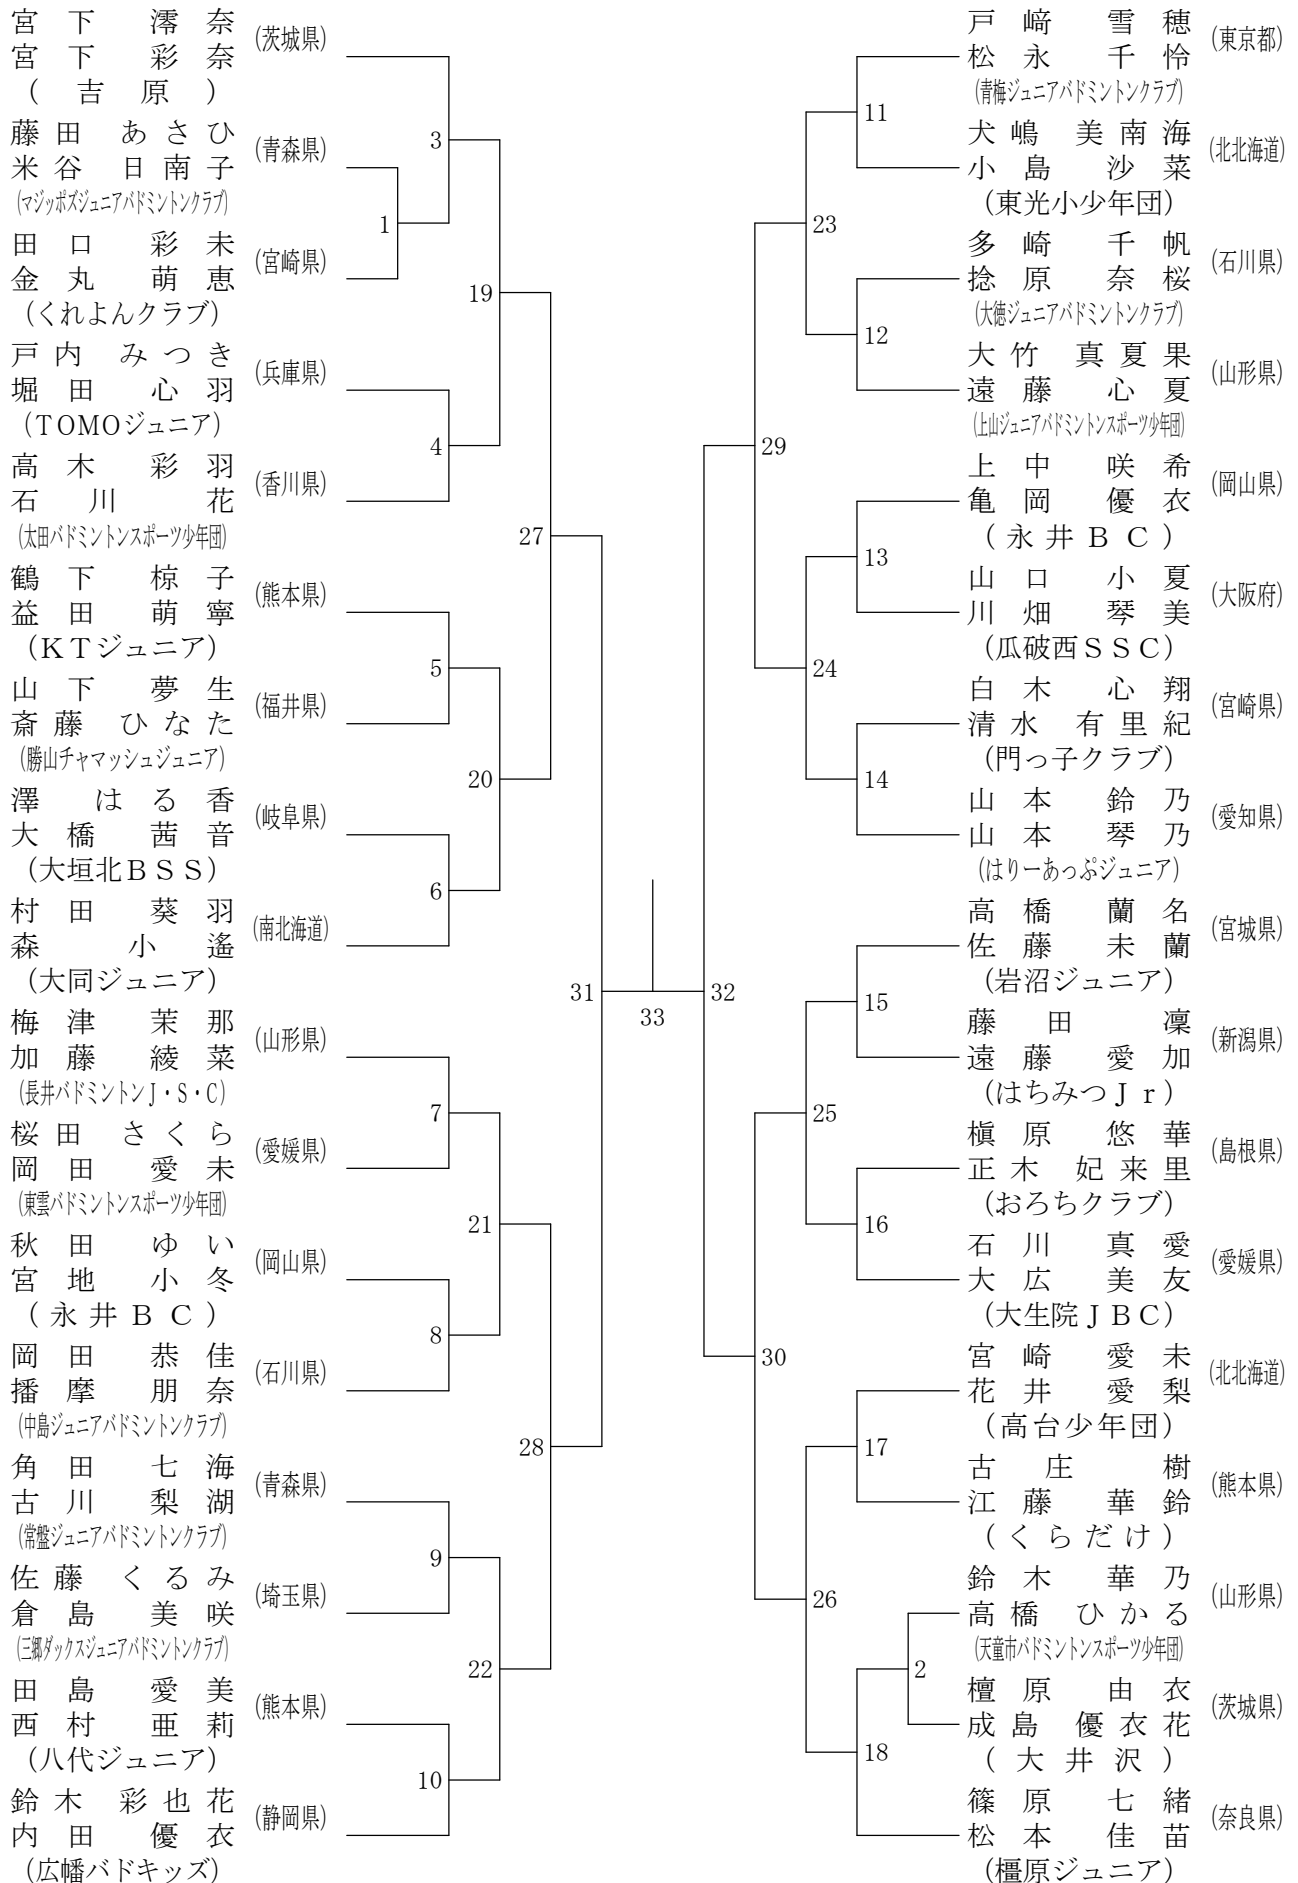 宮下 澪奈 (茨城県)
宮下 彩奈
(吉原)
藤田 あさひ (青森県)
米谷 日南子
(マジッポズジュニアバドミントンクラブ)
田口 彩未 (宮崎県)
金丸 萌恵
(くれよんクラブ)
戸内 みつき (兵庫県)
堀田 心羽
(TOMOジュニア)
高木 彩羽 (香川県)
石川 花
(太田バドミントンスポーツ少年団)
鶴下 椋子 (熊本県)
益田 萌寧
(KTジュニア)
山下 夢生 (福井県)
斎藤 ひなた
(勝山チャマッシュジュニア)
澤 はる香 (岐阜県)
大橋 茜音
(大垣北BSS)
村田 葵羽 (南北海道)
森 小遙
(大同ジュニア)
梅津 茉那 (山形県)
加藤 綾菜
(長井バドミントンJ・S・C)
桜田 さくら (愛媛県)
岡田 愛未
(東雲バドミントンスポーツ少年団)
秋田 ゆい (岡山県)
宮地 小冬
(永井BC)
岡田 恭佳 (石川県)
播摩 朋奈
(中島ジュニアバドミントンクラブ)
角田 七海 (青森県)
古川 梨湖
(常盤ジュニアバドミントンクラブ)
佐藤 くるみ (埼玉県)
倉島 美咲
(三郷ダックスジュニアバドミントンクラブ)
田島 愛美 (熊本県)
西村 亜莉
(八代ジュニア)
鈴木 彩也花 (静岡県)
内田 優衣
(広幡バドキッズ)
3
1
19
4
27
5
20
6
31
7
21
8
28
9
22
10
33
32
11
23
12
29
13
24
14
15
25
16
30
17
26
2
18
戸﨑 雪穂 (東京都)
松永 千怜
(青梅ジュニアバドミントンクラブ)
犬嶋 美南海 (北北海道)
小島 沙菜
(東光小少年団)
多崎 千帆 (石川県)
捻原 奈桜
(大徳ジュニアバドミントンクラブ)
大竹 真夏果 (山形県)
遠藤 心夏
(上山ジュニアバドミントンスポーツ少年団)
上中 咲希 (岡山県)
亀岡 優衣
(永井BC)
山口 小夏 (大阪府)
川畑 琴美
(瓜破西SSC)
白木 心翔 (宮崎県)
清水 有里紀
(門っ子クラブ)
山本 鈴乃 (愛知県)
山本 琴乃
(はりーあっぷジュニア)
高橋 蘭名 (宮城県)
佐藤 未蘭
(岩沼ジュニア)
藤田 凜 (新潟県)
遠藤 愛加
(はちみつJr)
槇原 悠華 (島根県)
正木 妃来里
(おろちクラブ)
石川 真愛 (愛媛県)
大広 美友
(大生院JBC)
宮崎 愛未 (北北海道)
花井 愛梨
(高台少年団)
古庄 樹 (熊本県)
江藤 華鈴
(くらだけ)
鈴木 華乃 (山形県)
高橋 ひかる
(天童市バドミントンスポーツ少年団)
檀原 由衣 (茨城県)
成島 優衣花
(大井沢)
篠原 七緒 (奈良県)
松本 佳苗
(橿原ジュニア)